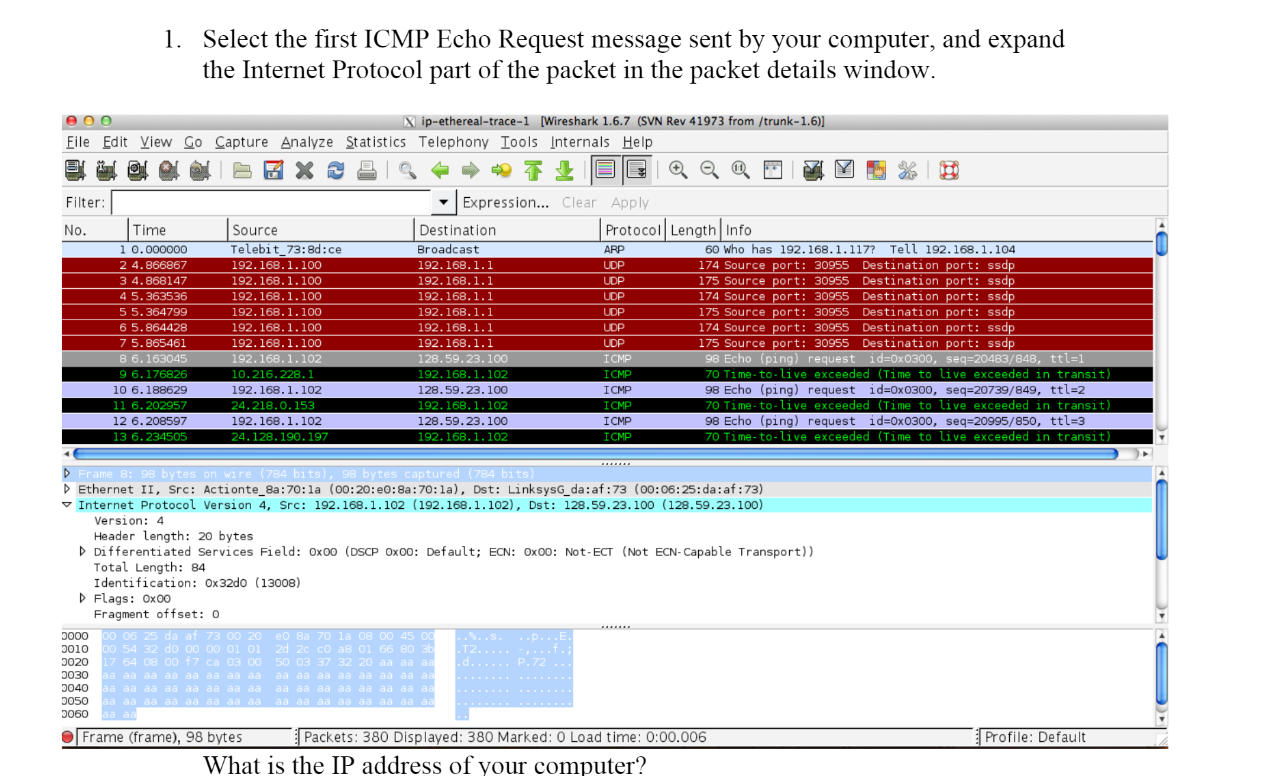 1. Select the first ICMP Echo Request message sent by your computer, and expand
the Internet Protocol part of the packet in the packet details window.
ip-ethereal-trace-1 [Wireshark 1.6.7 (SVN Rev 41973 from /trunk-1.6)]
File Edit View Go Capture Analyze Statistics Telephony Tools Internals Help
Filter: Expression... Clear Apply
No. Time Source Destination Protocol Length Info
1 0.000000 Telebit_73:8d:ce Broadcast ARP 60 Who has 192.168.1.117? Tell 192.168.1.104
2 4.866867 192.168.1.100 192.168.1.1 UDP 174 Source port: 30955 Destination port: ssdp
3 4.868147 192.168.1.100 192.168.1.1 UDP 175 Source port: 30955 Destination port: ssdp
4 5.363536 192.168.1.100 192.168.1.1 UDP 174 Source port: 30955 Destination port: ssdp
5 5.364799 192.168.1.100 192.168.1.1 UDP 175 Source port: 30955 Destination port: ssdp
6 5.864428 192.168.1.100 192.168.1.1 UDP 174 Source port: 30955 Destination port: ssdp
7 5.865461 192.168.1.100 192.168.1.1 UDP 175 Source port: 30955 Destination port: ssdp
8 6.163045 192.168.1.102 128.59.23.100 ICMP 98 Echo (ping) request id=0x0300, seq=20483/848, ttl=1
9 6.176826 10.216.228.1 192.168.1.102 ICMP 70 Time-to-live exceeded (Time to live exceeded in transit)
10 6.188629 192.168.1.102 128.59.23.100 ICMP 98 Echo (ping) request id=0x0300, seq=20739/849, ttl=2
11 6.202957 24.218.0.153 192.168.1.102 ICMP 70 Time-to-live exceeded (Time to live exceeded in transit)
12 6.208597 192.168.1.102 128.59.23.100 ICMP 98 Echo (ping) request id=0x0300, seq=20995/850, ttl=3
13 6.234505 24.128.190.197 192.168.1.102 ICMP 70 Time-to-live exceeded (Time to live exceeded in transit)
Frame 8: 98 bytes on wire (784 bits), 98 bytes captured (784 bits)
Ethernet II, Src: Actionte_8a:70:1a (00:20:e0:8a:70:1a), Dst: LinksysG_da:af:73 (00:06:25:da:af:73)
Internet Protocol Version 4, Src: 192.168.1.102 (192.168.1.102), Dst: 128.59.23.100 (128.59.23.100)
Version: 4
Header length: 20 bytes
Differentiated Services Field: 0x00 (DSCP 0x00: Default; ECN: 0x00: Not-ECT (Not ECN-Capable Transport))
Total Length: 84
Identification: 0x32d0 (13008)
Flags: 0x00
Fragment offset: 0
0000 00 06 25 da af 73 00 20 e0 8a 70 1a 08 00 45 00 ..%..s. ..p...E.
0010 00 54 32 d0 00 00 01 01 2d 2c c0 a8 01 66 80 3b .T2..... -,...f.;
0020 17 64 08 00 f7 ca 03 00 50 03 37 32 20 aa aa aa .d...... P.72 ...
0030 aa aa aa aa aa aa aa aa aa aa aa aa aa aa aa aa ........ ........
0040 aa aa aa aa aa aa aa aa aa aa aa aa aa aa aa aa ........ ........
0050 aa aa aa aa aa aa aa aa aa aa aa aa aa aa aa aa ........ ........
0060 aa aa ..
Frame (frame), 98 bytes Packets: 380 Displayed: 380 Marked: 0 Load time: 0:00.006 Profile: Default
What is the IP address of your computer?